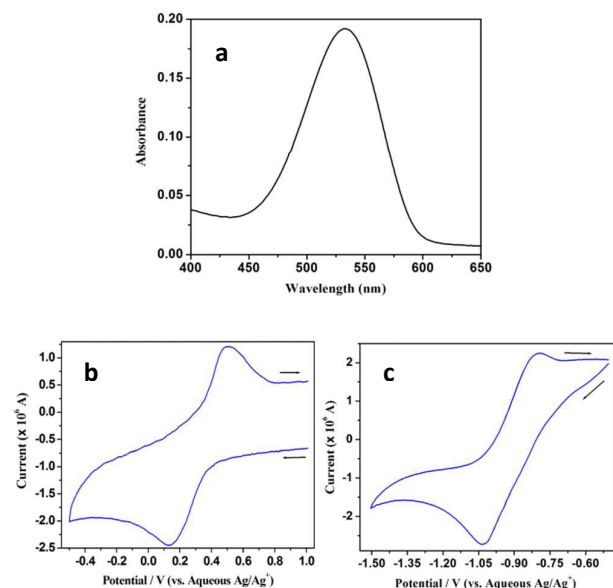 a
Absorbance
0.20
0.15
0.10
0.05
0.00
400 450 500 550 600 650
Wavelength (nm)
b
Current (x 10⁶ A)
1.0
0.5
0.0
-0.5
-1.0
-1.5
-2.0
-2.5
-0.4 -0.2 0.0 0.2 0.4 0.6 0.8 1.0
Potential / V (vs. Aqueous Ag/Ag⁺)
c
Current (x 10⁶ A)
2
1
0
-1
-2
-1.50 -1.35 -1.20 -1.05 -0.90 -0.75 -0.60
Potential / V (vs. Aqueous Ag/Ag⁺)